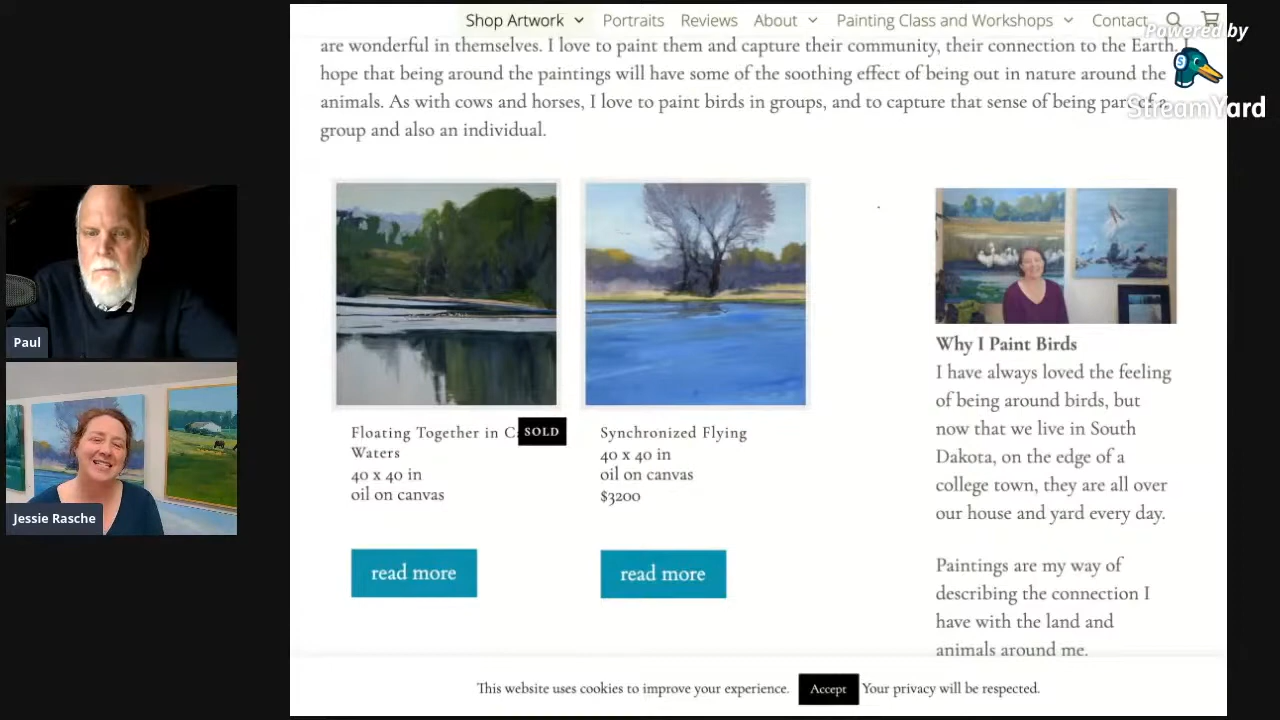 Shop Artwork Portraits Reviews About Painting Class and Workshops Contact
Powered by
StreamYard
are wonderful in themselves. I love to paint them and capture their community, their connection to the Earth. I
hope that being around the paintings will have some of the soothing effect of being out in nature around the
animals. As with cows and horses, I love to paint birds in groups, and to capture that sense of being part of a
group and also an individual.
Paul
Jessie Rasche
Floating Together in
SOLD
Waters
40 x 40 in
oil on canvas
read more
Synchronized Flying
40 x 40 in
oil on canvas
$3200
read more
Why I Paint Birds
I have always loved the feeling
of being around birds, but
now that we live in South
Dakota, on the edge of a
college town, they are all over
our house and yard every day.
Paintings are my way of
describing the connection I
have with the land and
animals around me.
This website uses cookies to improve your experience. Accept Your privacy will be respected.